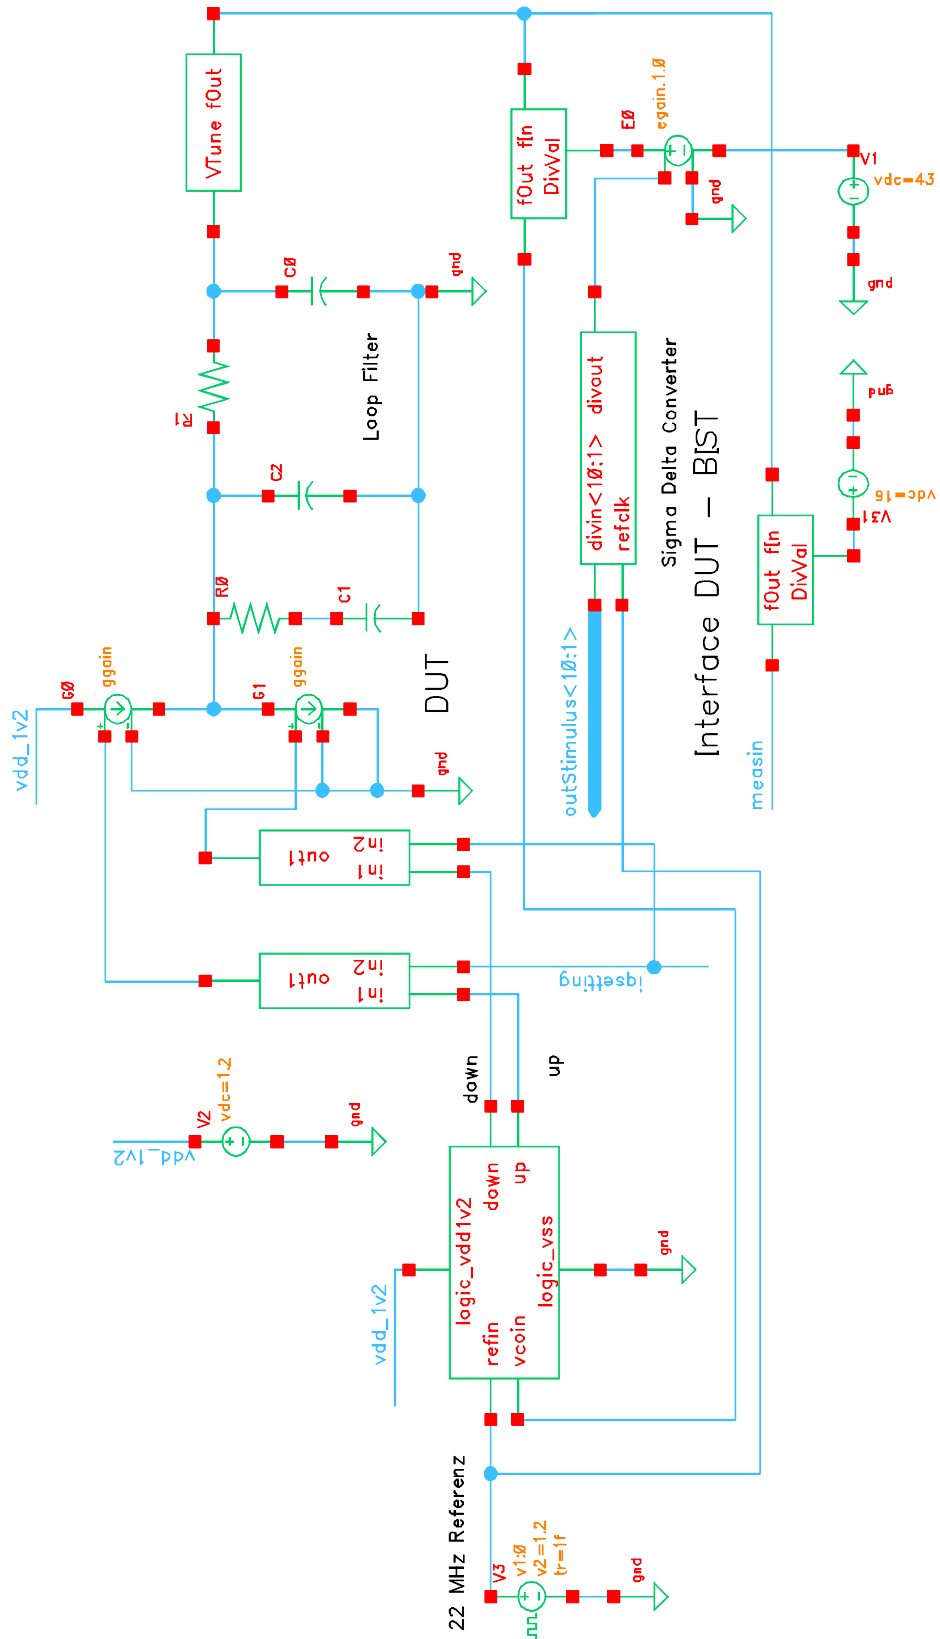 VTune fOut
fOut fIn
DivVal
E0
egain.1.0
gnd
V1
vdc=43
gnd
C0
gnd
R1
Loop Filter
C2
R0
C1
divin<10:1> divout
refclk
Sigma Delta Converter
Interface DUT - BIST
gnd
vdc=15
V31
fOut fIn
DivVal
measin
outStimulus<10:1>
DUT
vdd_1v2
G0
ggain
+
-
G1
ggain
+
-
gnd
out1
in2
in1
out1
in2
in1
iqsetting
down
up
vdd_1v2
V2
vdc=1.2
gnd
vdd_1v2
logic_vdd1v2
down
up
refin
vcoin
logic_vss
gnd
22 MHz Referenz
V3
v1:0
v2=1.2
tr=1f
gnd